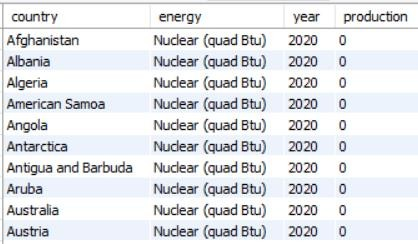 country energy year production
Afghanistan Nuclear (quad Btu) 2020 0
Albania Nuclear (quad Btu) 2020 0
Algeria Nuclear (quad Btu) 2020 0
American Samoa Nuclear (quad Btu) 2020 0
Angola Nuclear (quad Btu) 2020 0
Antarctica Nuclear (quad Btu) 2020 0
Antigua and Barbuda Nuclear (quad Btu) 2020 0
Aruba Nuclear (quad Btu) 2020 0
Australia Nuclear (quad Btu) 2020 0
Austria Nuclear (quad Btu) 2020 0